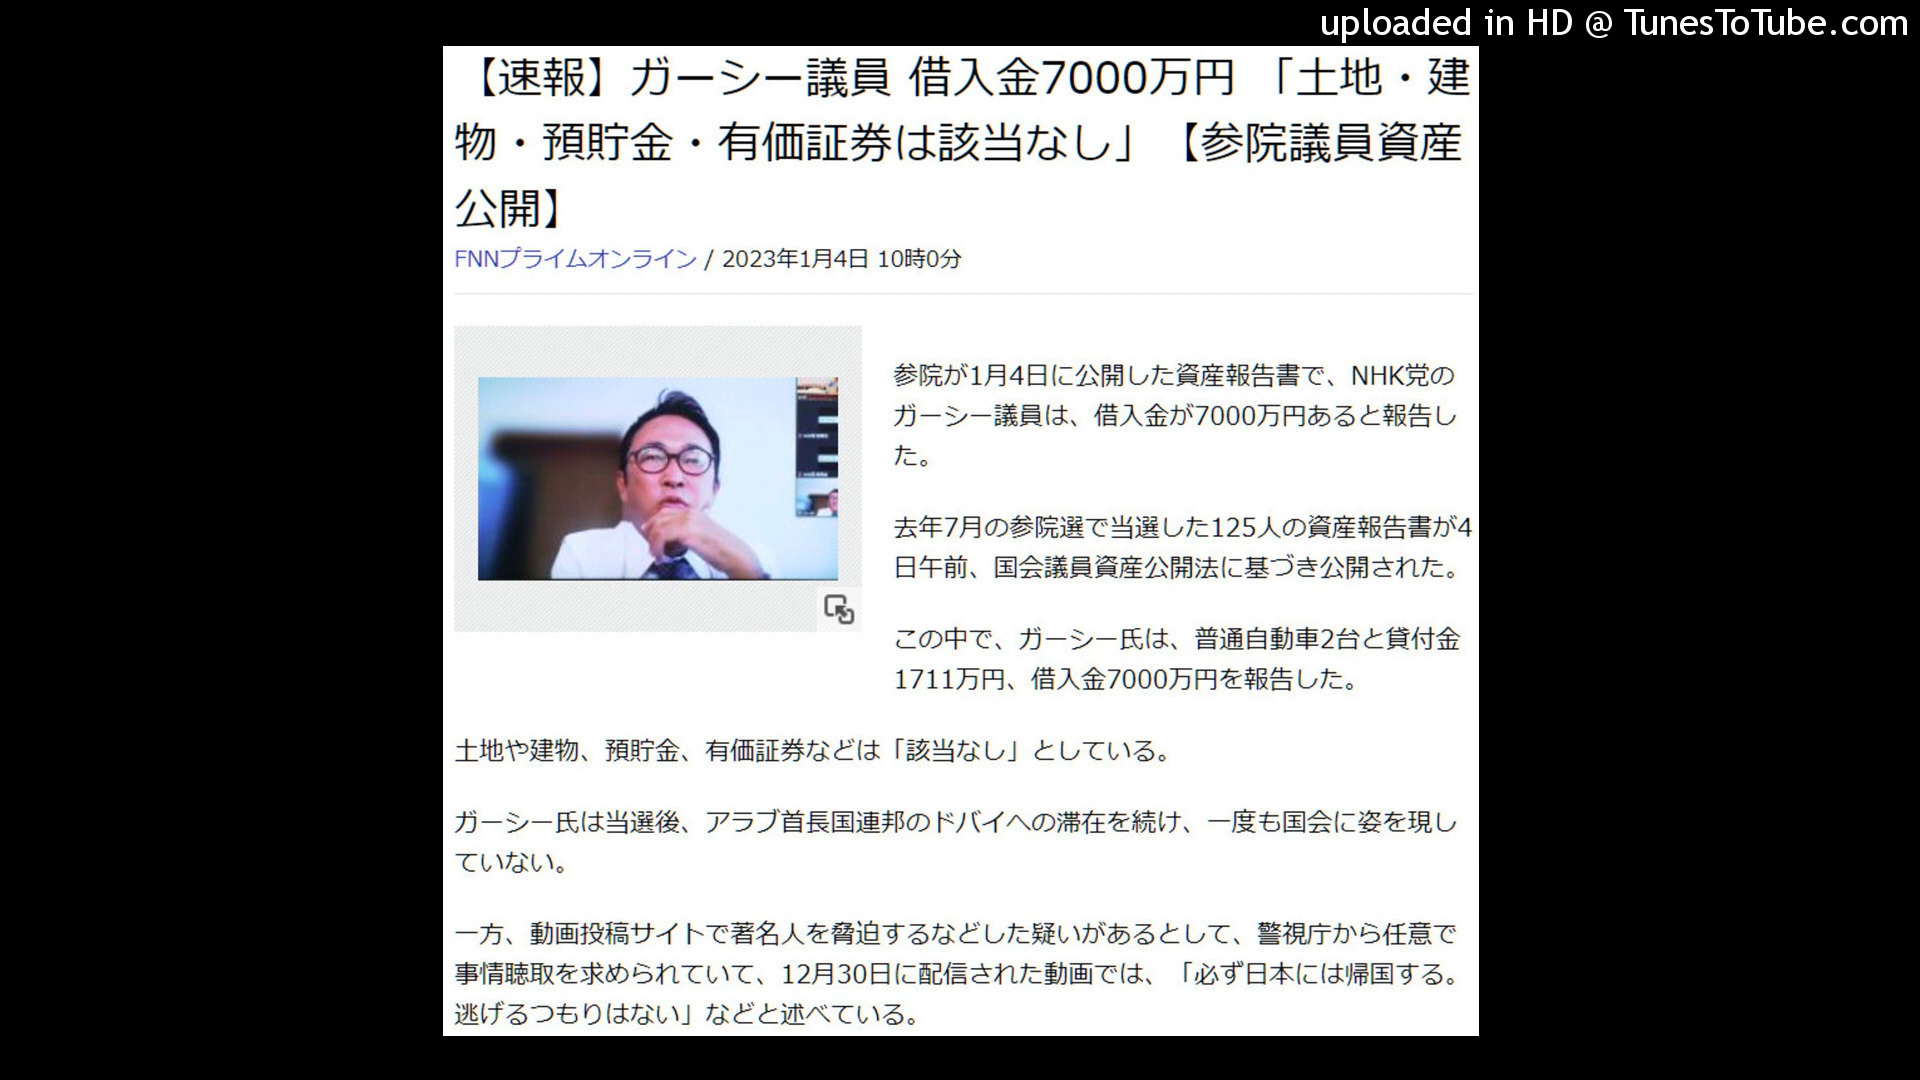 uploaded in HD @ TunesToTube.com
【速報】ガーシー議員 借入金7000万円 「土地・建
物・預貯金・有価証券は該当なし」【参院議員資産
公開】
FNNプライムオンライン / 2023年1月4日 10時0分
参院が1月4日に公開した資産報告書で、NHK党の
ガーシー議員は、借入金が7000万円あると報告し
た。
去年7月の参院選で当選した125人の資産報告書が4
日午前、国会議員資産公開法に基づき公開された。
この中で、ガーシー氏は、普通自動車2台と貸付金
1711万円、借入金7000万円を報告した。
土地や建物、預貯金、有価証券などは「該当なし」としている。
ガーシー氏は当選後、アラブ首長国連邦のドバイへの滞在を続け、一度も国会に姿を現し
ていない。
一方、動画投稿サイトで著名人を脅迫するなどした疑いがあるとして、警視庁から任意で
事情聴取を求められていて、12月30日に配信された動画では、「必ず日本には帰国する。
逃げるつもりはない」などと述べている。